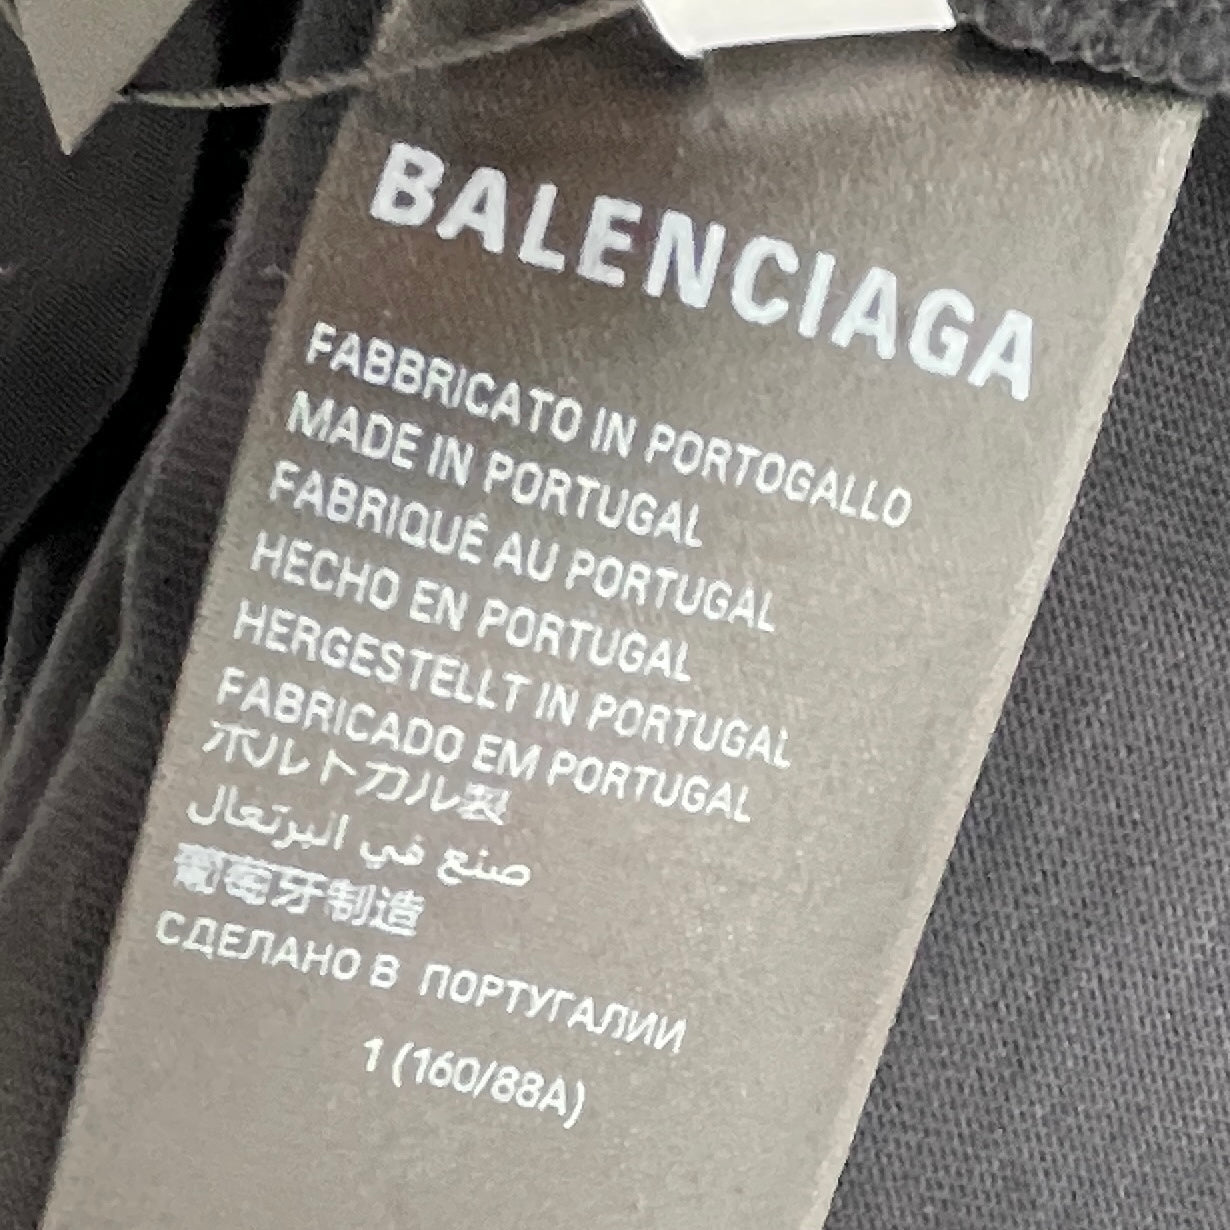 BALENCIAGA
FABBRICATO IN PORTOGALLO
MADE IN PORTUGAL
FABRIQUÉ AU PORTUGAL
HECHO EN PORTUGAL
HERGESTELLT IN PORTUGAL
FABRICADO EM PORTUGAL
ポルトガル製
صنع في البرتغال
葡萄牙制造
СДЕЛАНО В ПОРТУГАЛИИ
1 (160/88A)